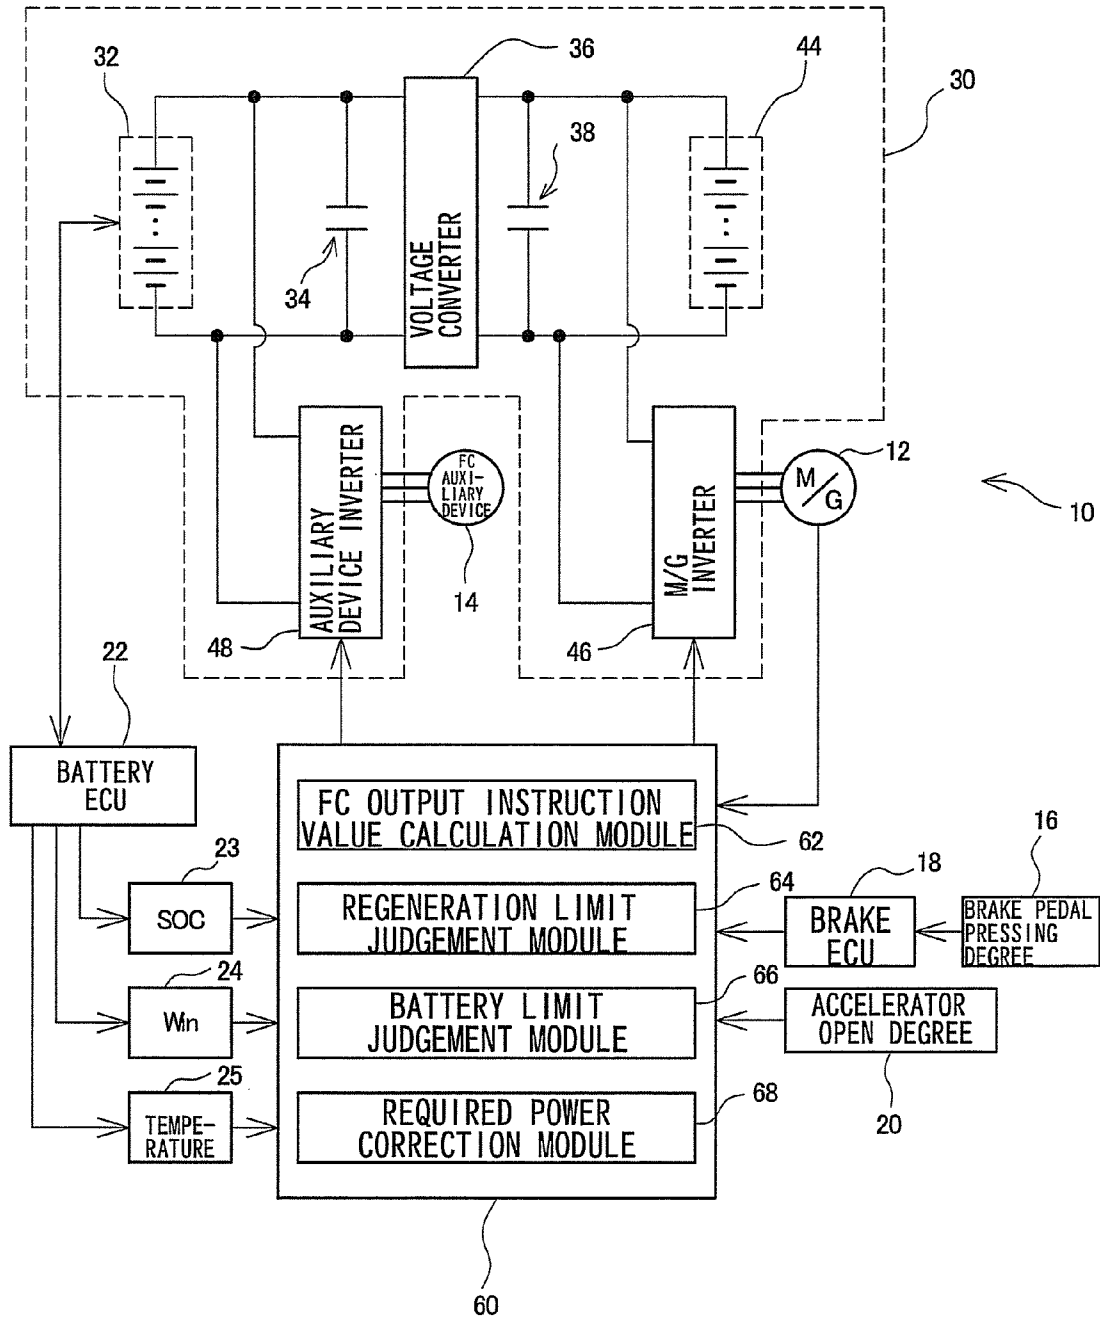 36
44
32
30
38
34
VOLTAGE
CONVERTER
12
10
FC
AUXI-
LIARY
DEVICE
M/G
AUXILIARY
DEVICE INVERTER
M/G
INVERTER
14
48
46
22
BATTERY
ECU
FC OUTPUT INSTRUCTION
VALUE CALCULATION MODULE
62
16
23
64
18
SOC
REGENERATION LIMIT
JUDGEMENT MODULE
BRAKE
ECU
BRAKE PEDAL
PRESSING
DEGREE
24
66
Win
BATTERY LIMIT
JUDGEMENT MODULE
ACCELERATOR
OPEN DEGREE
25
68
20
TEMPE-
RATURE
REQUIRED POWER
CORRECTION MODULE
60